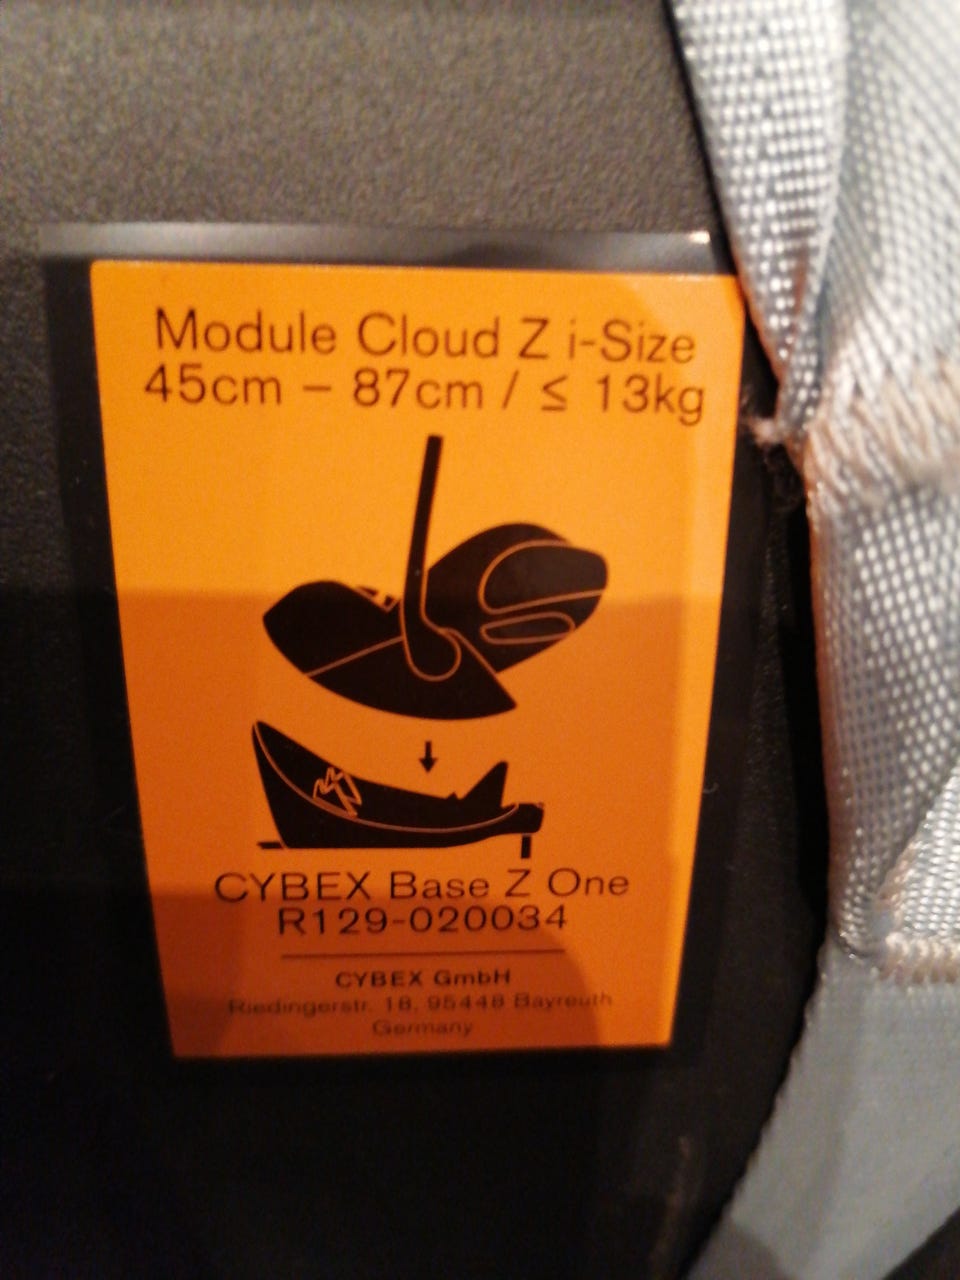 Module Cloud Z i-Size
45cm – 87cm / ≤ 13kg
CYBEX Base Z One
R129-020034
CYBEX GmbH
Riedingerstr. 18, 95448 Bayreuth
Germany